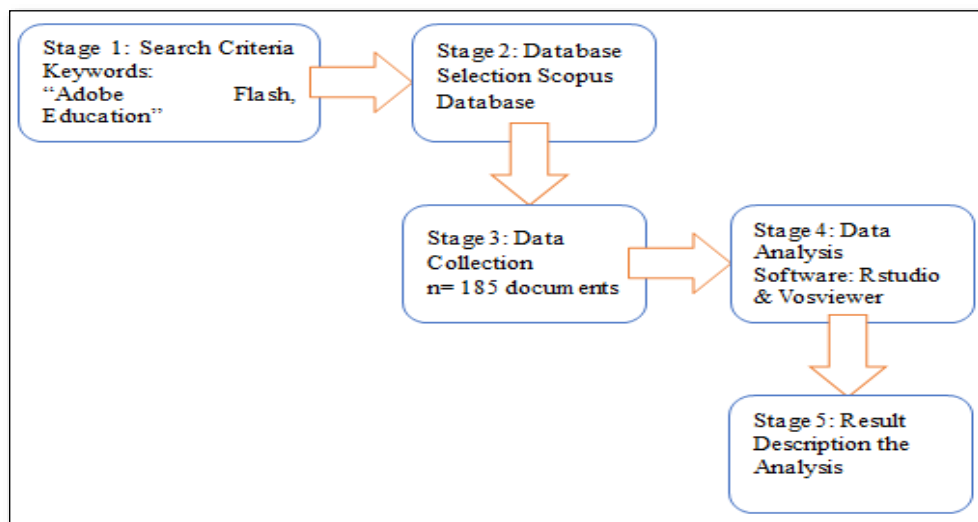 Stage 1: Search Criteria
Keywords:
“Adobe Flash,
Education”
Stage 2: Database
Selection Scopus
Database
Stage 3: Data
Collection
n= 185 documents
Stage 4: Data
Analysis
Software: Rstudio
& Vosviewer
Stage 5: Result
Description the
Analysis